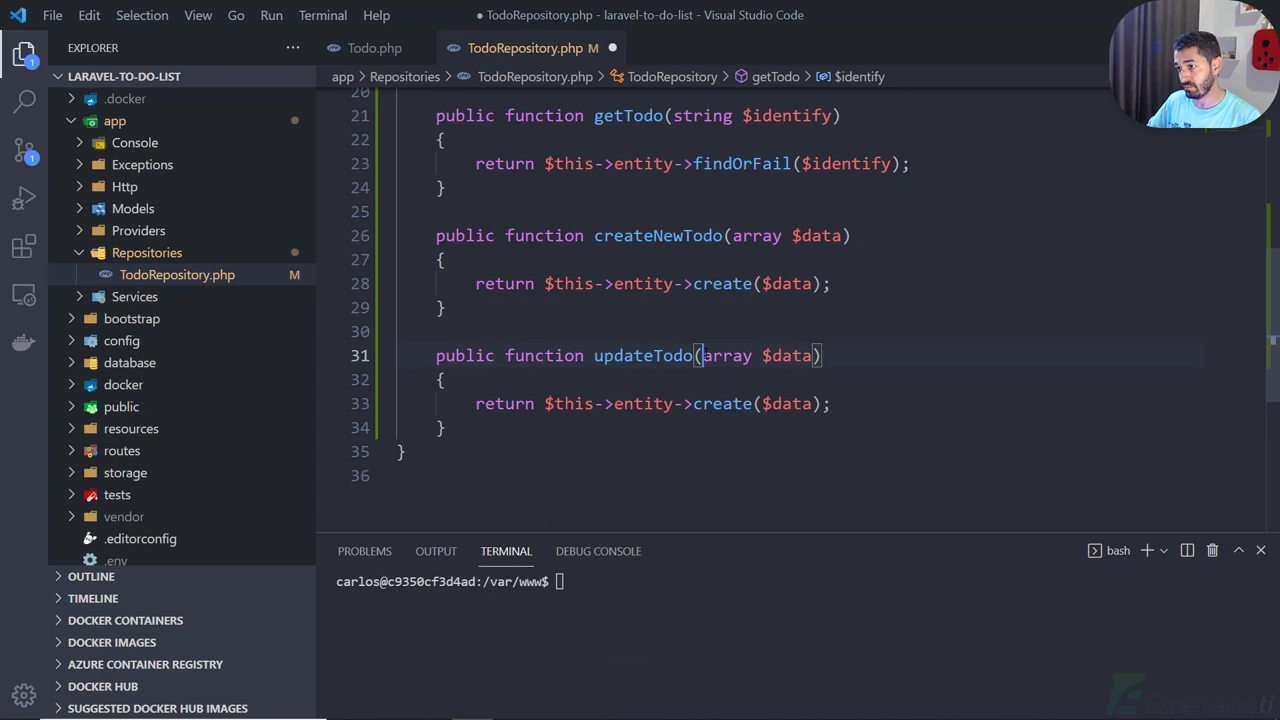 File Edit Selection View Go Run Terminal Help ● TodoRepository.php - laravel-to-do-list - Visual Studio Code
EXPLORER ···
LARAVEL-TO-DO-LIST
.docker
app
Console
Exceptions
Http
Models
Providers
Repositories
TodoRepository.php M
Services
bootstrap
config
database
docker
public
resources
routes
storage
tests
vendor
.editorconfig
.env
OUTLINE
TIMELINE
DOCKER CONTAINERS
DOCKER IMAGES
AZURE CONTAINER REGISTRY
DOCKER HUB
SUGGESTED DOCKER HUB IMAGES
1
1
Todo.php TodoRepository.php M ●
app > Repositories > TodoRepository.php > TodoRepository > getTodo > $identify
20
21 public function getTodo(string $identify)
22 {
23 return $this->entity->findOrFail($identify);
24 }
25
26 public function createNewTodo(array $data)
27 {
28 return $this->entity->create($data);
29 }
30
31 public function updateTodo(array $data)
32 {
33 return $this->entity->create($data);
34 }
35 }
36
PROBLEMS OUTPUT TERMINAL DEBUG CONSOLE bash
carlos@c9350cf3d4ad:/var/www$